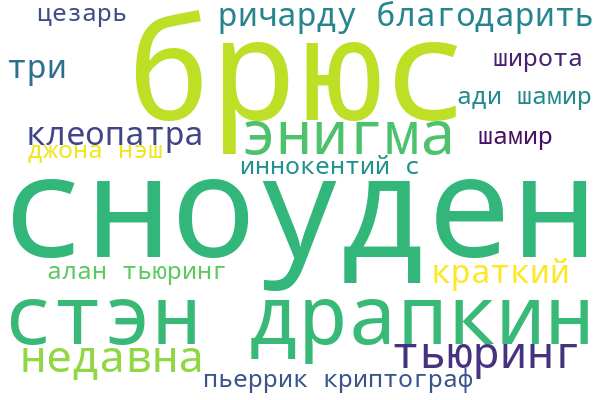 цезарь
ричарду благодарить
брюс
три
широта
ади шамир
клеопатра
энигма
шамир
джона нэш
иннокентий с
сноуден
алан тьюринг
краткий
стэн драпкин
недавна
тьюринг
пьеррик криптограф